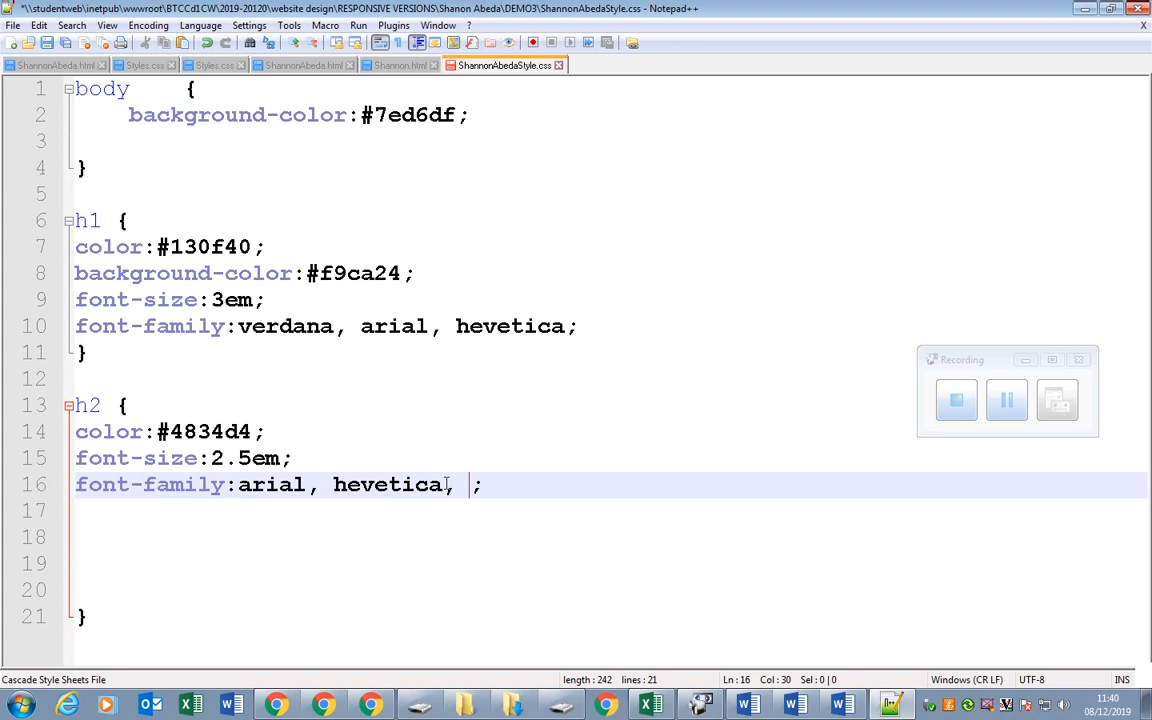 *\\studentweb\inetpub\wwwroot\BTCCd1CW\2019-20120\website design\RESPONSIVE VERSIONS\Shanon Abeda\DEMO3\ShannonAbedaStyle.css - Notepad++
File Edit Search View Encoding Language Settings Tools Macro Run Plugins Window ? X
ShannonAbeda.html Styles.css Styles.css ShannonAbeda.html Shannon.html ShannonAbedaStyle.css
1 body {
2 background-color:#7ed6df;
3
4 }
5
6 h1 {
7 color:#130f40;
8 background-color:#f9ca24;
9 font-size:3em;
10 font-family:verdana, arial, hevetica;
11 }
12
13 h2 {
14 color:#4834d4;
15 font-size:2.5em;
16 font-family:arial, hevetica, ;
17
18
19
20
21 }
Recording
Cascade Style Sheets File length : 242 lines : 21 Ln : 16 Col : 30 Sel : 0 | 0 Windows (CR LF) UTF-8 INS
11:40
08/12/2019